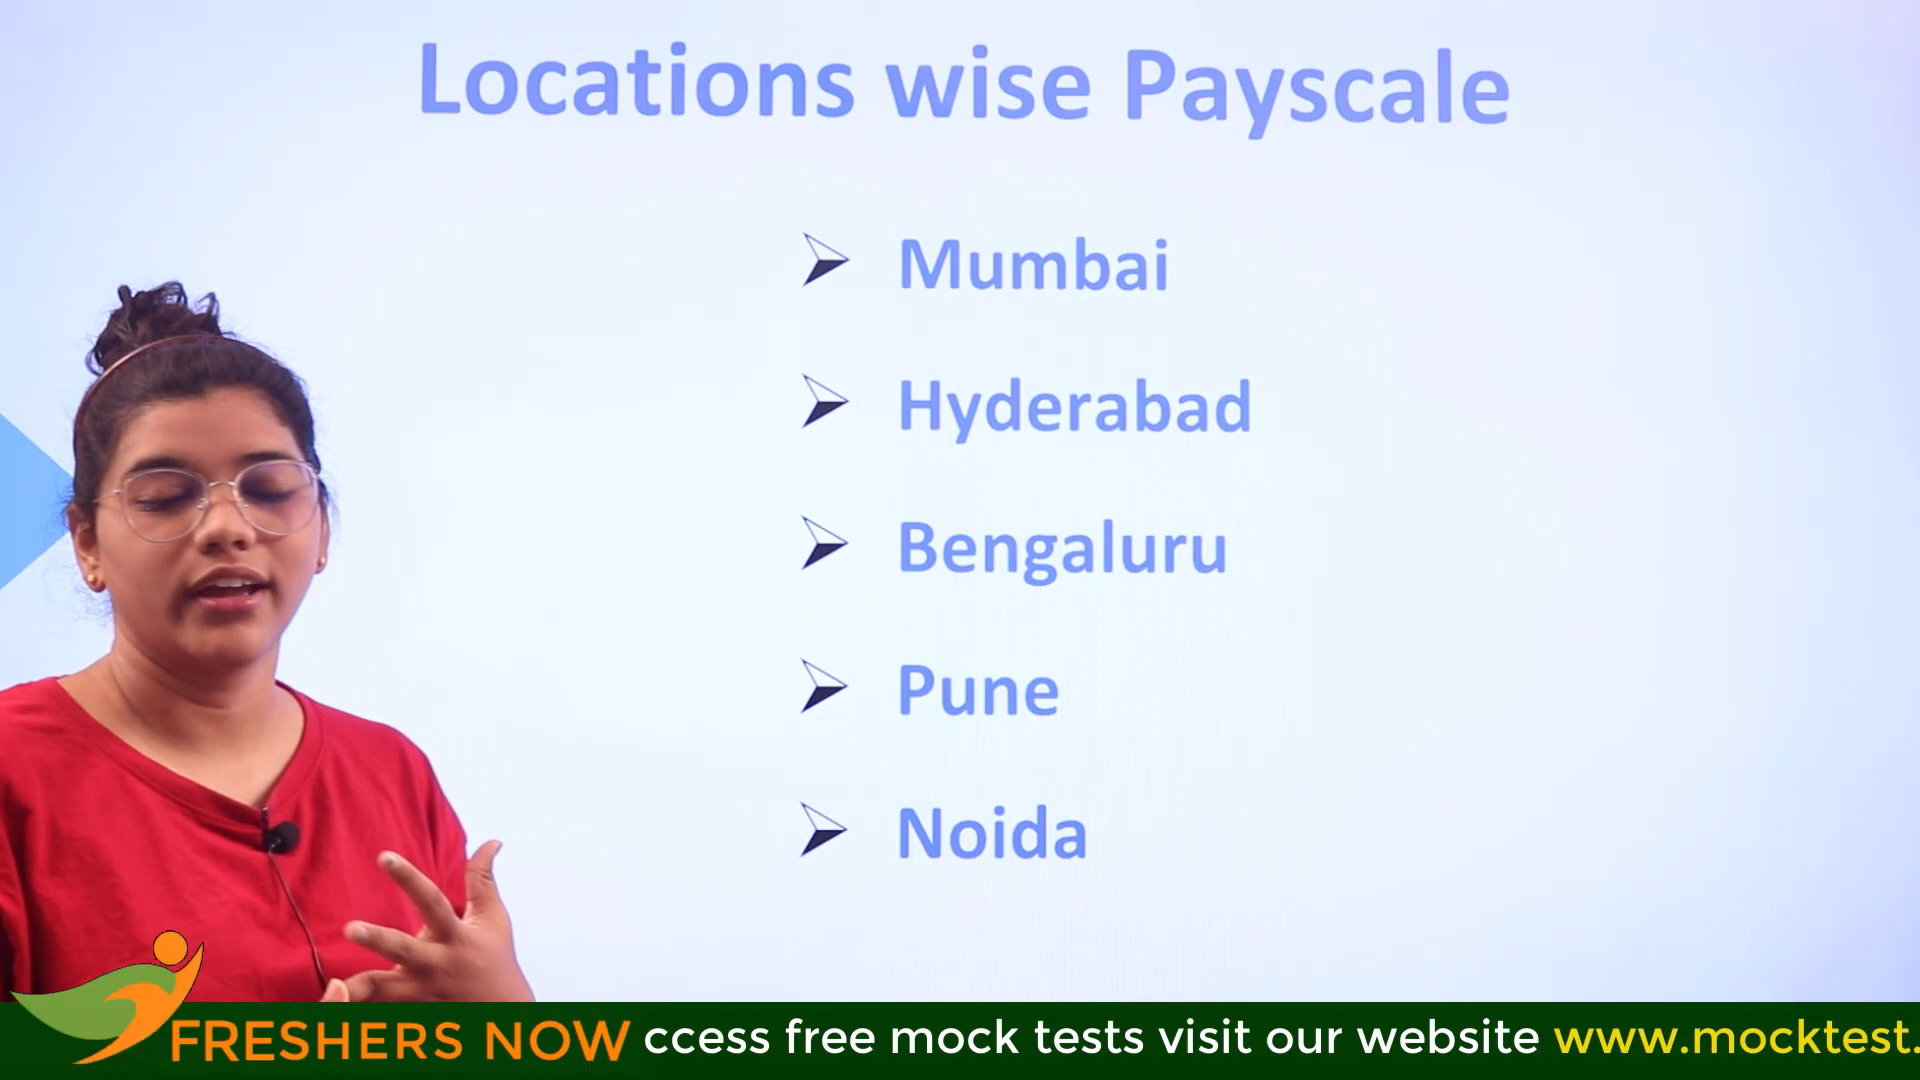 Locations wise Payscale
Mumbai
Hyderabad
Bengaluru
Pune
Noida
FRESHERS NOW ccess free mock tests visit our website www.mocktest.